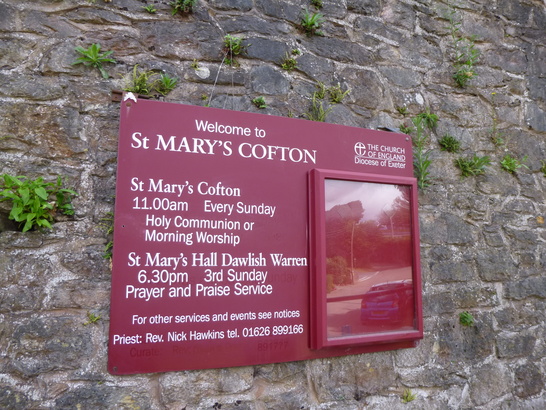 Welcome to
St MARY'S COFTON
THE CHURCH
OF ENGLAND
Diocese of Exeter
St Mary's Cofton
11.00am Every Sunday
Holy Communion or
Morning Worship
St Mary's Hall Dawlish Warren
6.30pm 3rd Sunday
Prayer and Praise Service
For other services and events see notices
Priest: Rev. Nick Hawkins tel. 01626 899166